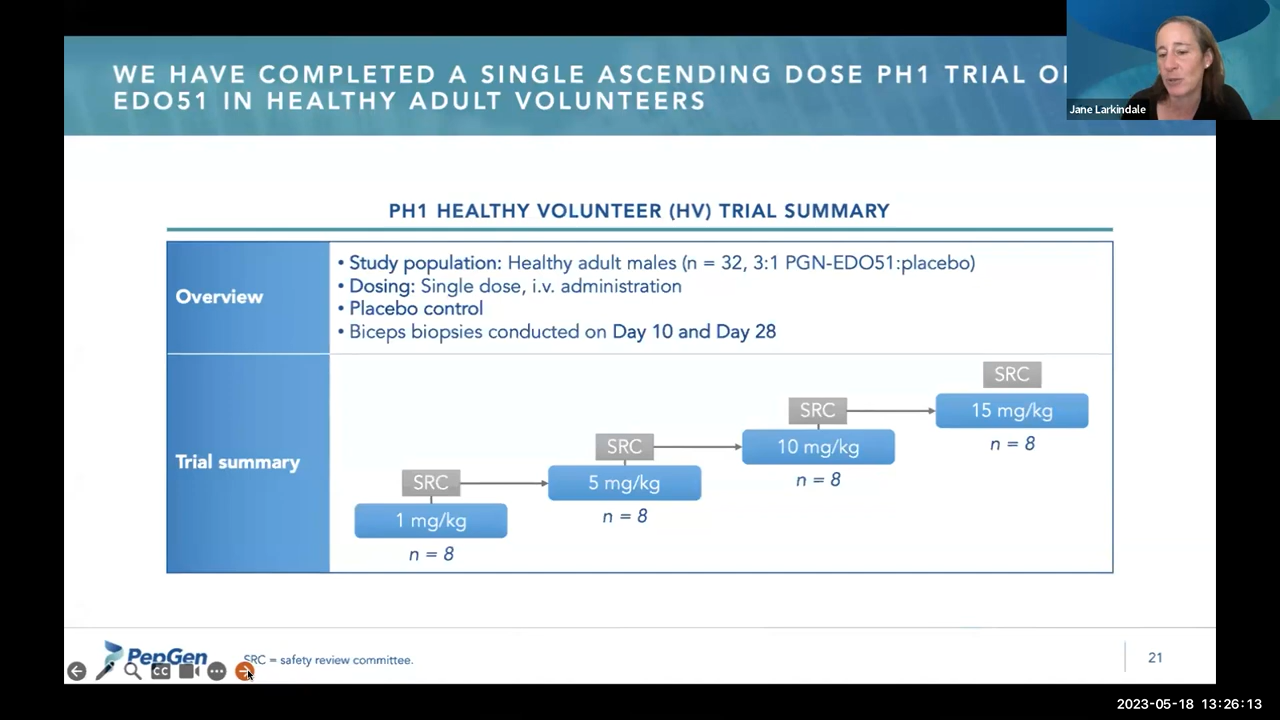 WE HAVE COMPLETED A SINGLE ASCENDING DOSE PH1 TRIAL
EDO51 IN HEALTHY ADULT VOLUNTEERS
Jane Larkindale
PH1 HEALTHY VOLUNTEER (HV) TRIAL SUMMARY
Overview
• Study population: Healthy adult males (n = 32, 3:1 PGN-EDO51:placebo)
• Dosing: Single dose, i.v. administration
• Placebo control
• Biceps biopsies conducted on Day 10 and Day 28
Trial summary
SRC
1 mg/kg
n = 8
SRC
5 mg/kg
n = 8
SRC
10 mg/kg
n = 8
SRC
15 mg/kg
n = 8
PepGen
SRC = safety review committee.
21
CC
2023-05-18 13:26:13